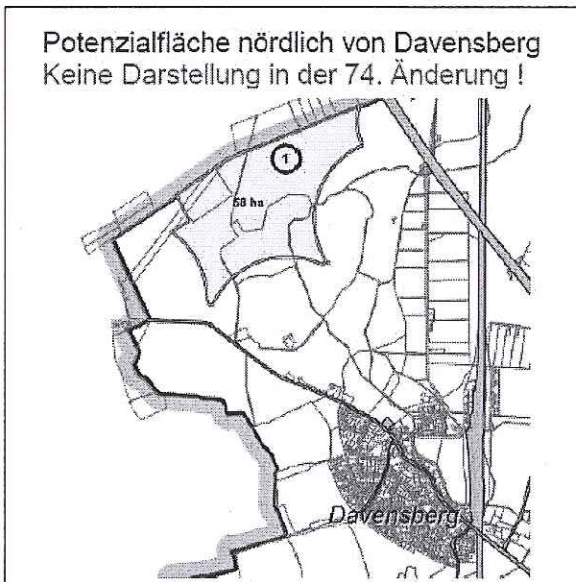 Potenzialfläche nördlich von Davensberg
Keine Darstellung in der 74. Änderung !
1
58 ha
Davensberg